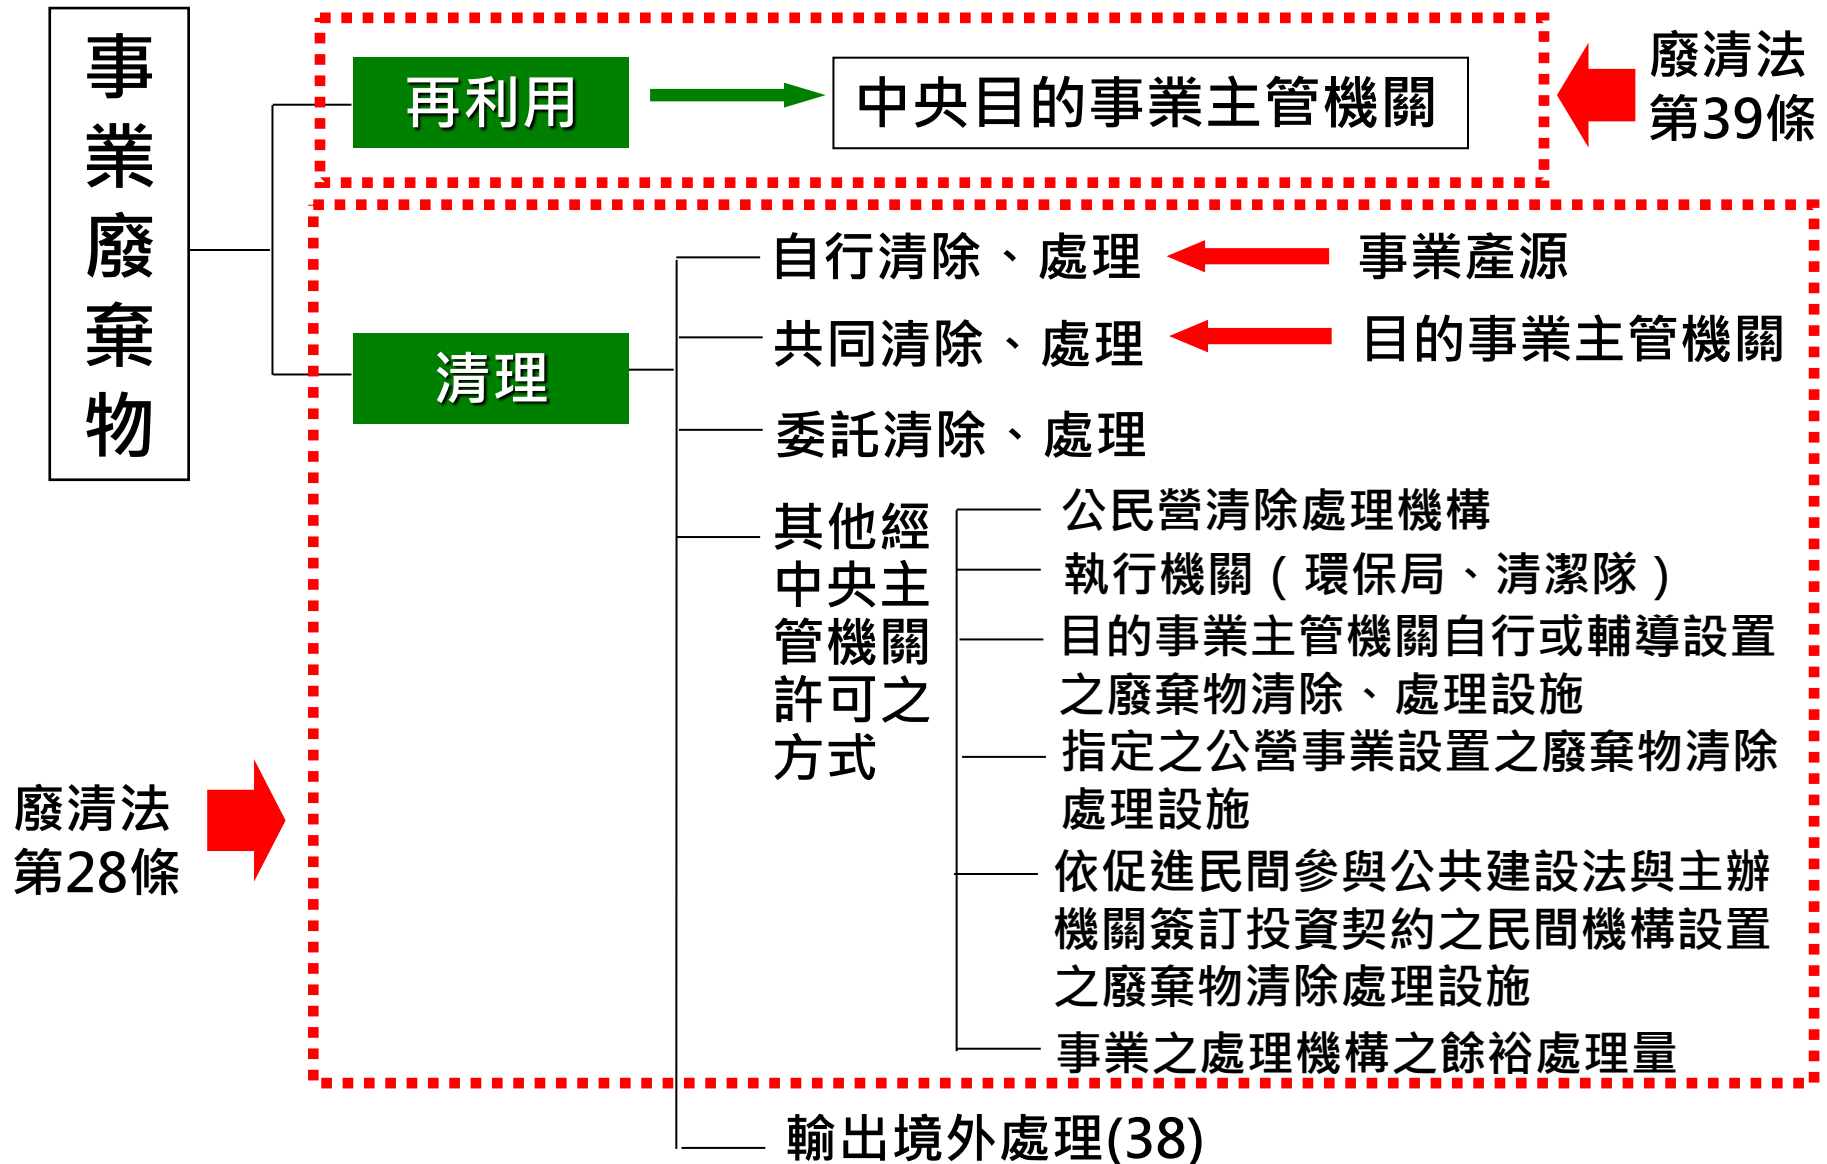 事業廢棄物
再利用
中央目的事業主管機關
廢清法
第39條
清理
自行清除、處理
事業產源
共同清除、處理
目的事業主管機關
委託清除、處理
其他經
中央主
管機關
許可之
方式
公民營清除處理機構
執行機關(環保局、清潔隊)
目的事業主管機關自行或輔導設置
之廢棄物清除、處理設施
指定之公營事業設置之廢棄物清除
處理設施
依促進民間參與公共建設法與主辦
機關簽訂投資契約之民間機構設置
之廢棄物清除處理設施
事業之處理機構之餘裕處理量
廢清法
第28條
輸出境外處理(38)